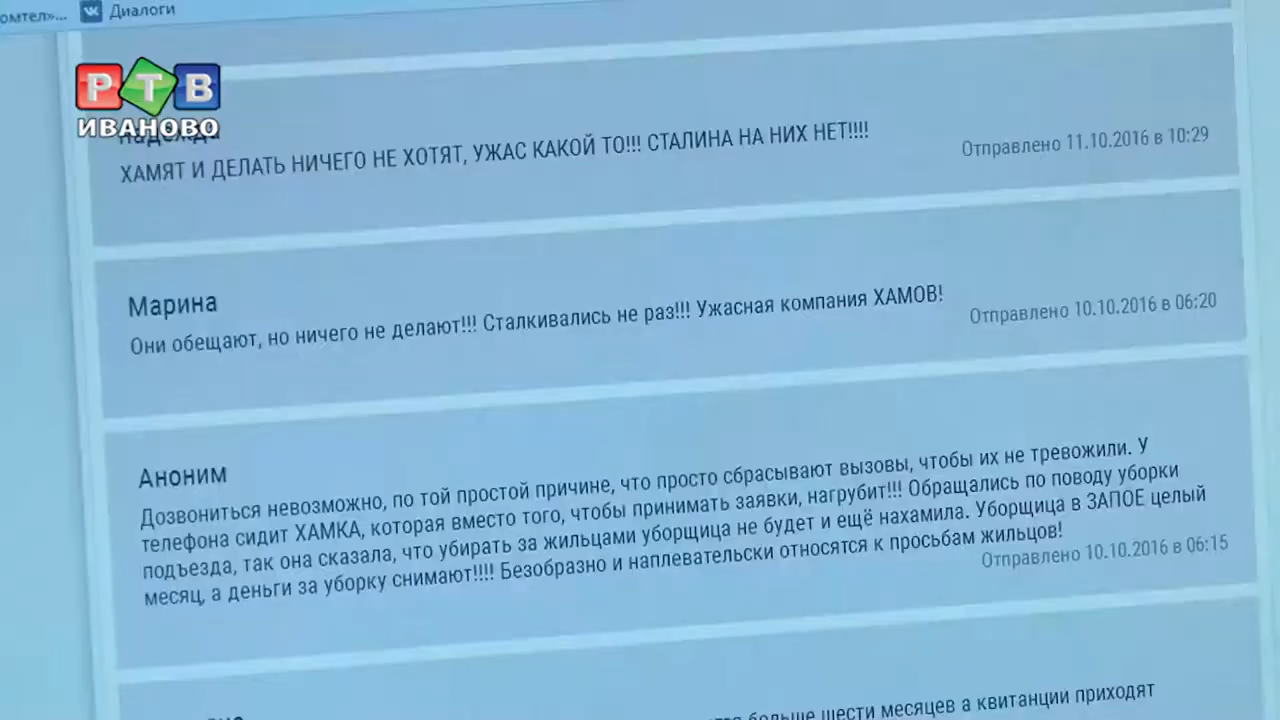 Диалоги
РТВ
ИВАНОВО
ХАМЯТ И ДЕЛАТЬ НИЧЕГО НЕ ХОТЯТ, УЖАС КАКОЙ ТО!!! СТАЛИНА НА НИХ НЕТ!!!!
Отправлено 11.10.2016 в 10:29
Марина
Они обещают, но ничего не делают!!! Сталкивались не раз!!! Ужасная компания ХАМОВ!
Отправлено 10.10.2016 в 06:20
Аноним
Дозвониться невозможно, по той простой причине, что просто сбрасывают вызовы, чтобы их не тревожили. У
телефона сидит ХАМКА, которая вместо того, чтобы принимать заявки, нагрубит!!! Обращались по поводу уборки
подъезда, так она сказала, что убирать за жильцами уборщица не будет и ещё нахамила. Уборщица в ЗАПОЕ целый
месяц, а деньги за уборку снимают!!!! Безобразно и наплевательски относятся к просьбам жильцов!
Отправлено 10.10.2016 в 06:15
больше шести месяцев а квитанции приходят